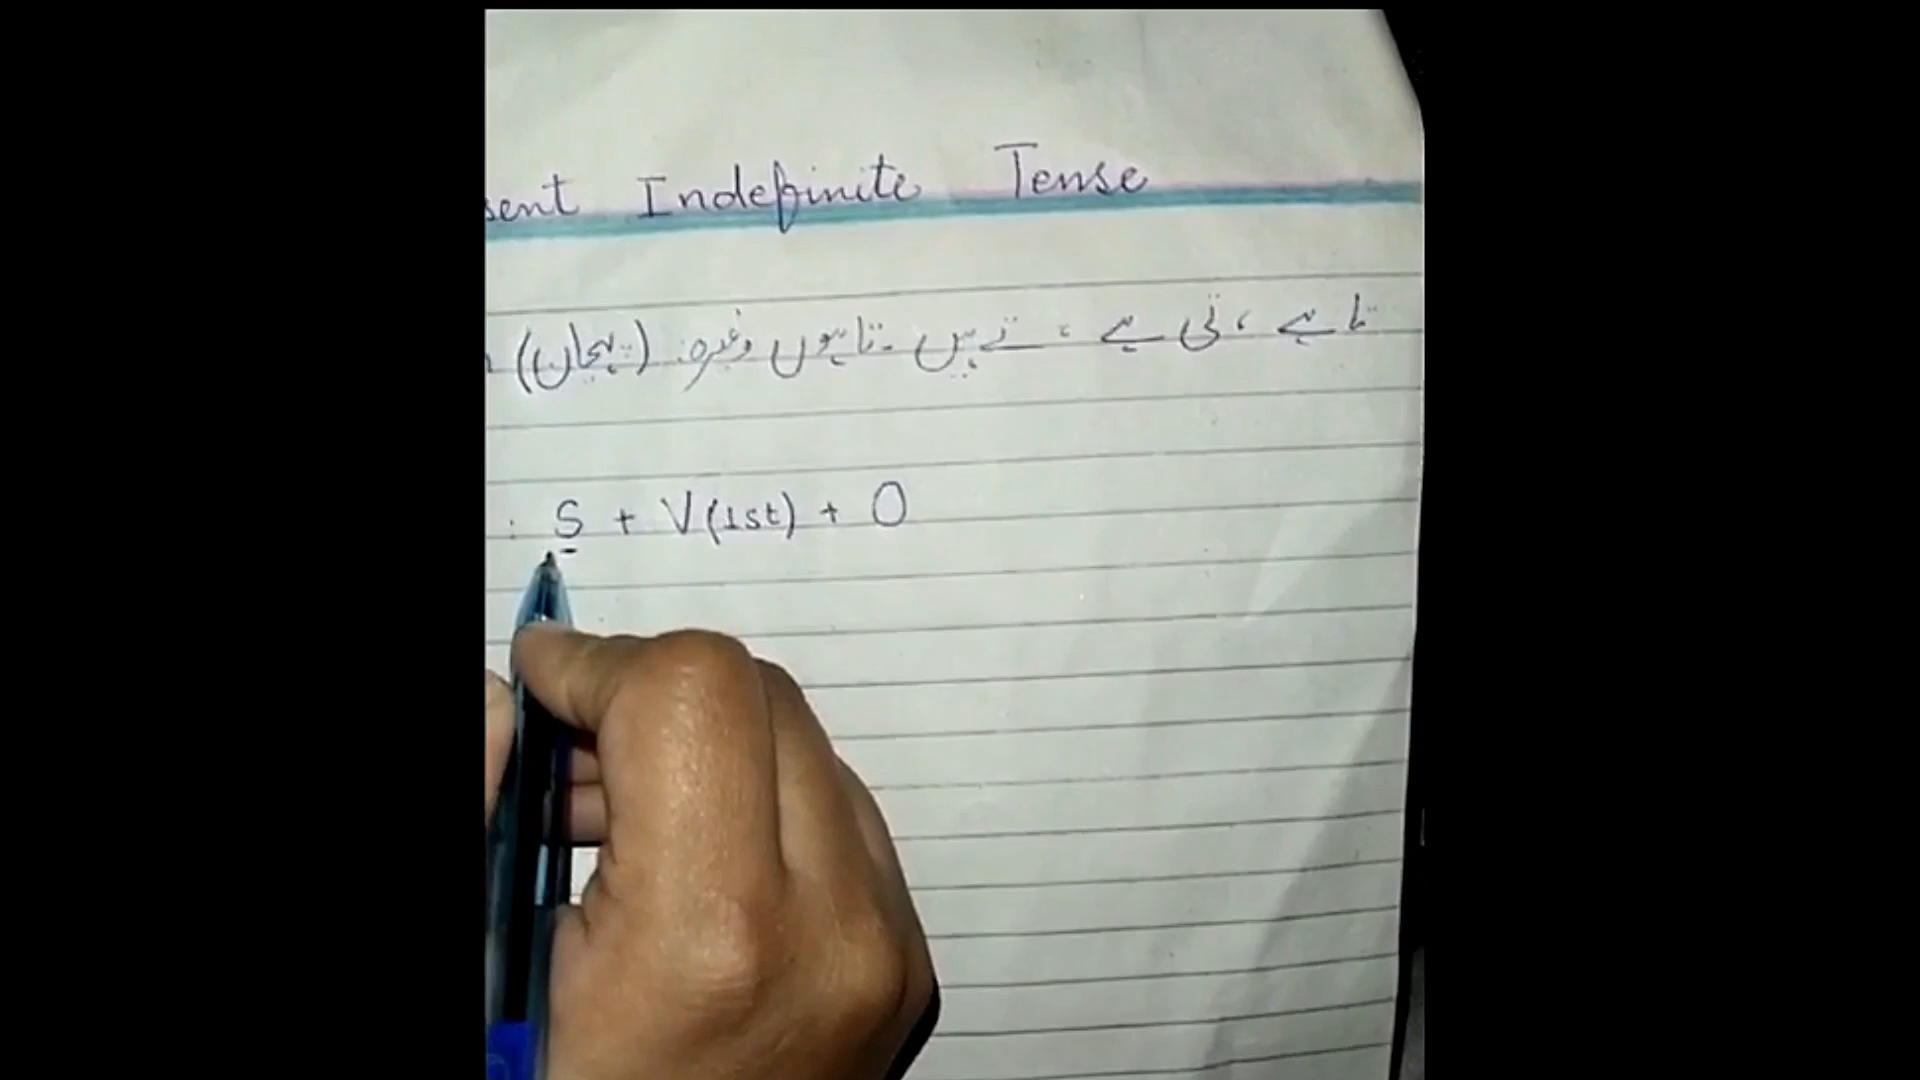 sent Indefinite Tense
تا ہے ، تی ہے ، تے ہیں ۔ تا ہوں وغیرہ (پہچان)
: S + V(1st) + O